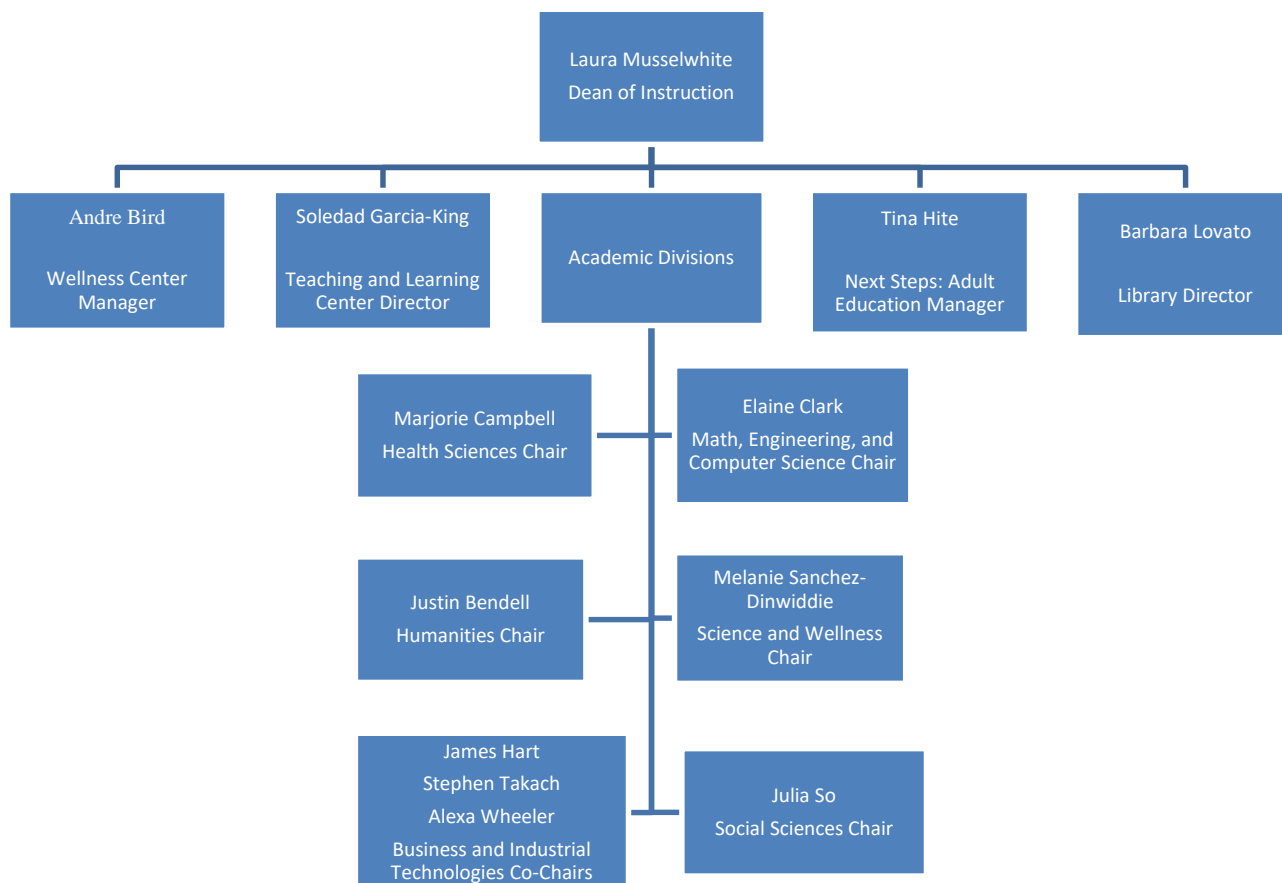 Laura Musselwhite
Dean of Instruction
Andre Bird
Wellness Center
Manager
Soledad Garcia-King
Teaching and Learning
Center Director
Academic Divisions
Tina Hite
Next Steps: Adult
Education Manager
Barbara Lovato
Library Director
Marjorie Campbell
Health Sciences Chair
Elaine Clark
Math, Engineering, and
Computer Science Chair
Justin Bendell
Humanities Chair
Melanie Sanchez-
Dinwiddie
Science and Wellness
Chair
James Hart
Stephen Takach
Alexa Wheeler
Business and Industrial
Technologies Co-Chairs
Julia So
Social Sciences Chair